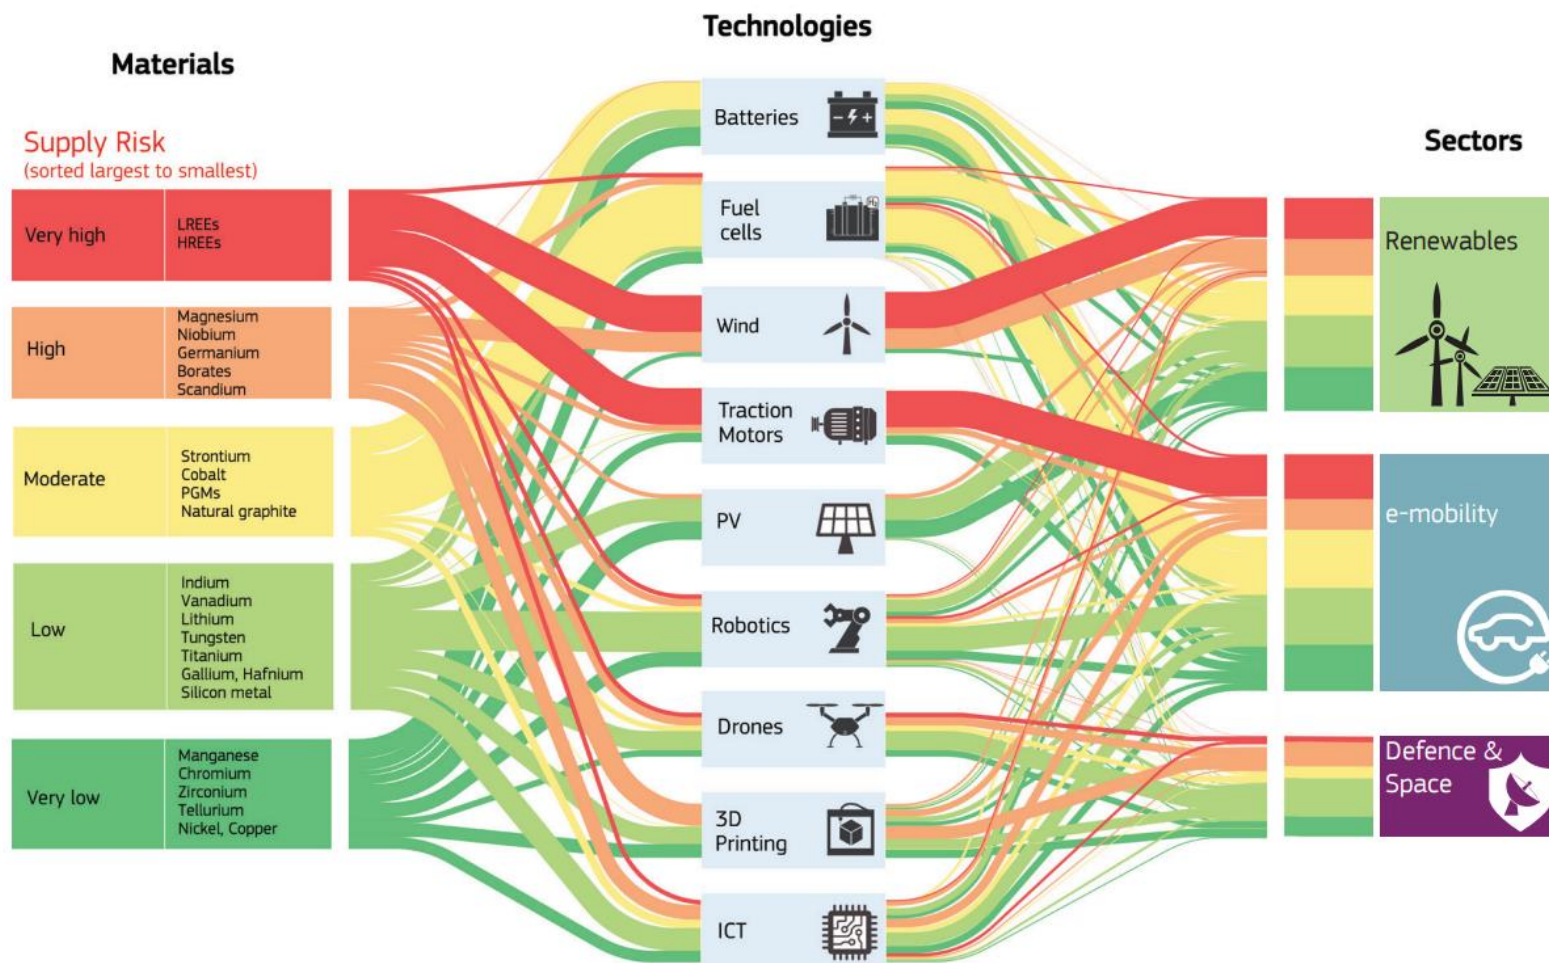 Technologies
Materials
Supply Risk
(sorted largest to smallest)
Very high
LREEs
HREEs
High
Magnesium
Niobium
Germanium
Borates
Scandium
Moderate
Strontium
Cobalt
PGMs
Natural graphite
Low
Indium
Vanadium
Lithium
Tungsten
Titanium
Gallium, Hafnium
Silicon metal
Very low
Manganese
Chromium
Zirconium
Tellurium
Nickel, Copper
Batteries
Fuel
cells
H₂
Wind
Traction
Motors
PV
Robotics
Drones
3D
Printing
ICT
Sectors
Renewables
e-mobility
Defence &
Space